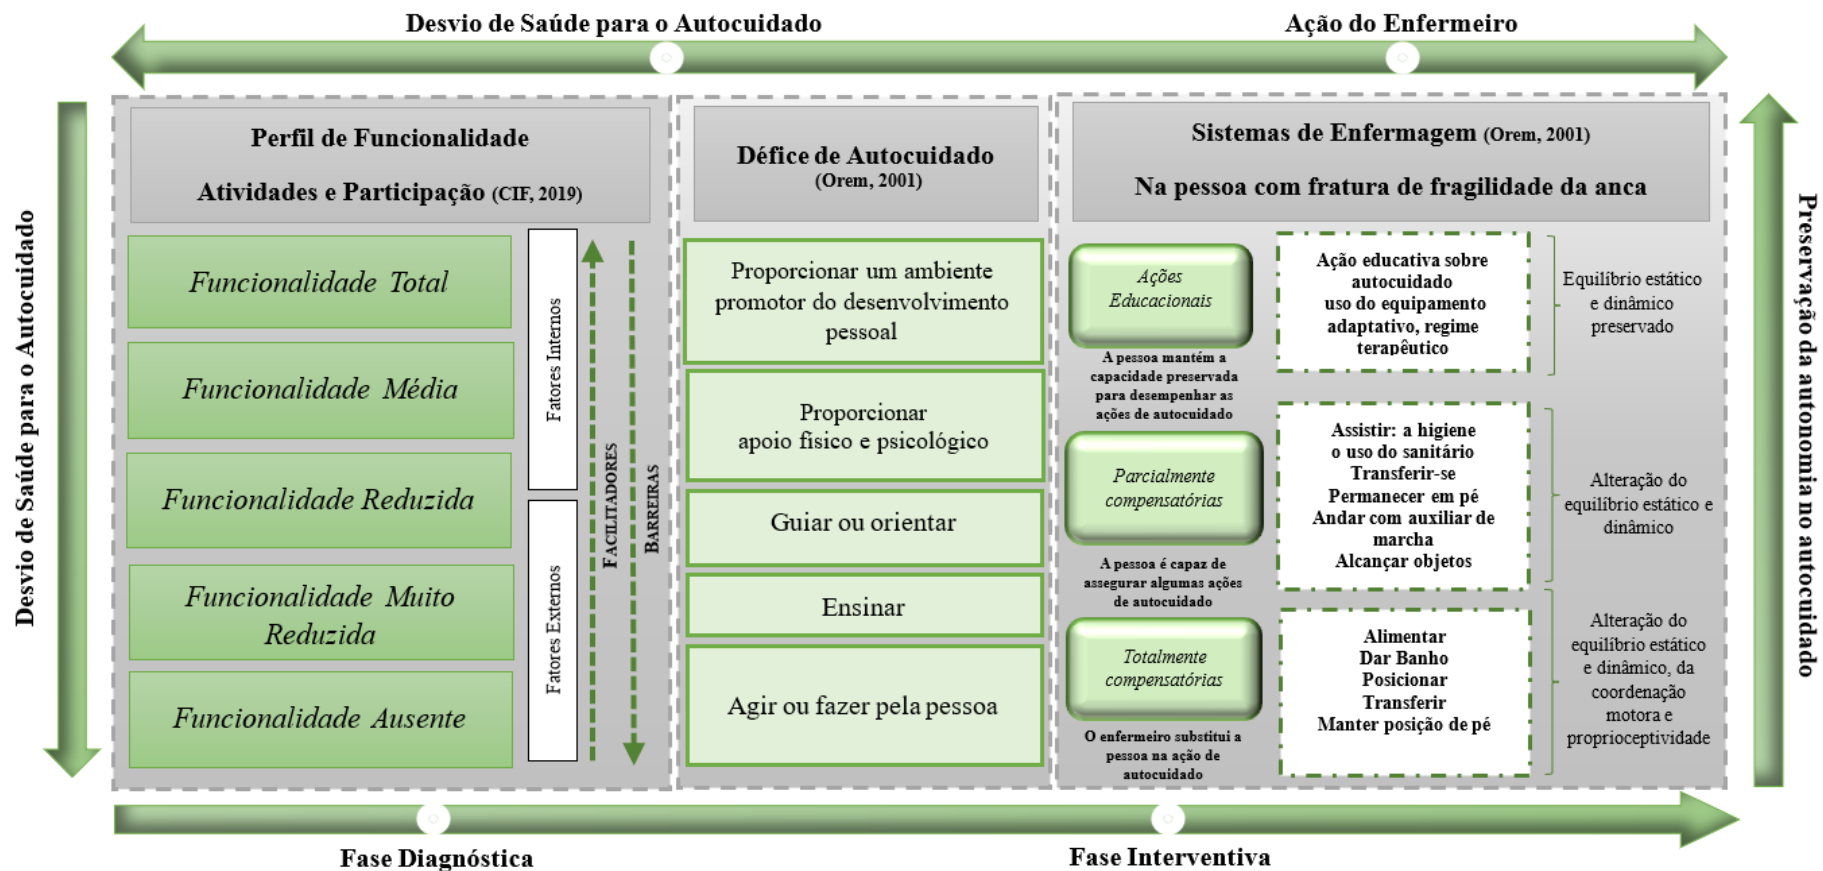 Desvio de Saúde para o Autocuidado
Ação do Enfermeiro
Desvio de Saúde para o Autocuidado
Perfil de Funcionalidade
Atividades e Participação (CIF, 2019)
Funcionalidade Total
Funcionalidade Média
Funcionalidade Reduzida
Funcionalidade Muito
Reduzida
Funcionalidade Ausente
Fatores Internos
Fatores Externos
FACILITADORES
BARREIRAS
Défice de Autocuidado
(Orem, 2001)
Proporcionar um ambiente
promotor do desenvolvimento
pessoal
Proporcionar
apoio físico e psicológico
Guiar ou orientar
Ensinar
Agir ou fazer pela pessoa
Sistemas de Enfermagem (Orem, 2001)
Na pessoa com fratura de fragilidade da anca
Ações
Educacionais
A pessoa mantém a
capacidade preservada
para desempenhar as
ações de autocuidado
Parcialmente
compensatórias
A pessoa é capaz de
assegurar algumas ações
de autocuidado
Totalmente
compensatórias
O enfermeiro substitui a
pessoa na ação de
autocuidado
Ação educativa sobre
autocuidado
uso do equipamento
adaptativo, regime
terapêutico
Assistir: a higiene
o uso do sanitário
Transferir-se
Permanecer em pé
Andar com auxiliar de
marcha
Alcançar objetos
Alimentar
Dar Banho
Posicionar
Transferir
Manter posição de pé
Equilíbrio estático
e dinâmico
preservado
Alteração do
equilíbrio estático e
dinâmico
Alteração do
equilíbrio estático
e dinâmico, da
coordenação
motora e
proprioceptividade
Preservação da autonomia no autocuidado
Fase Diagnóstica
Fase Interventiva